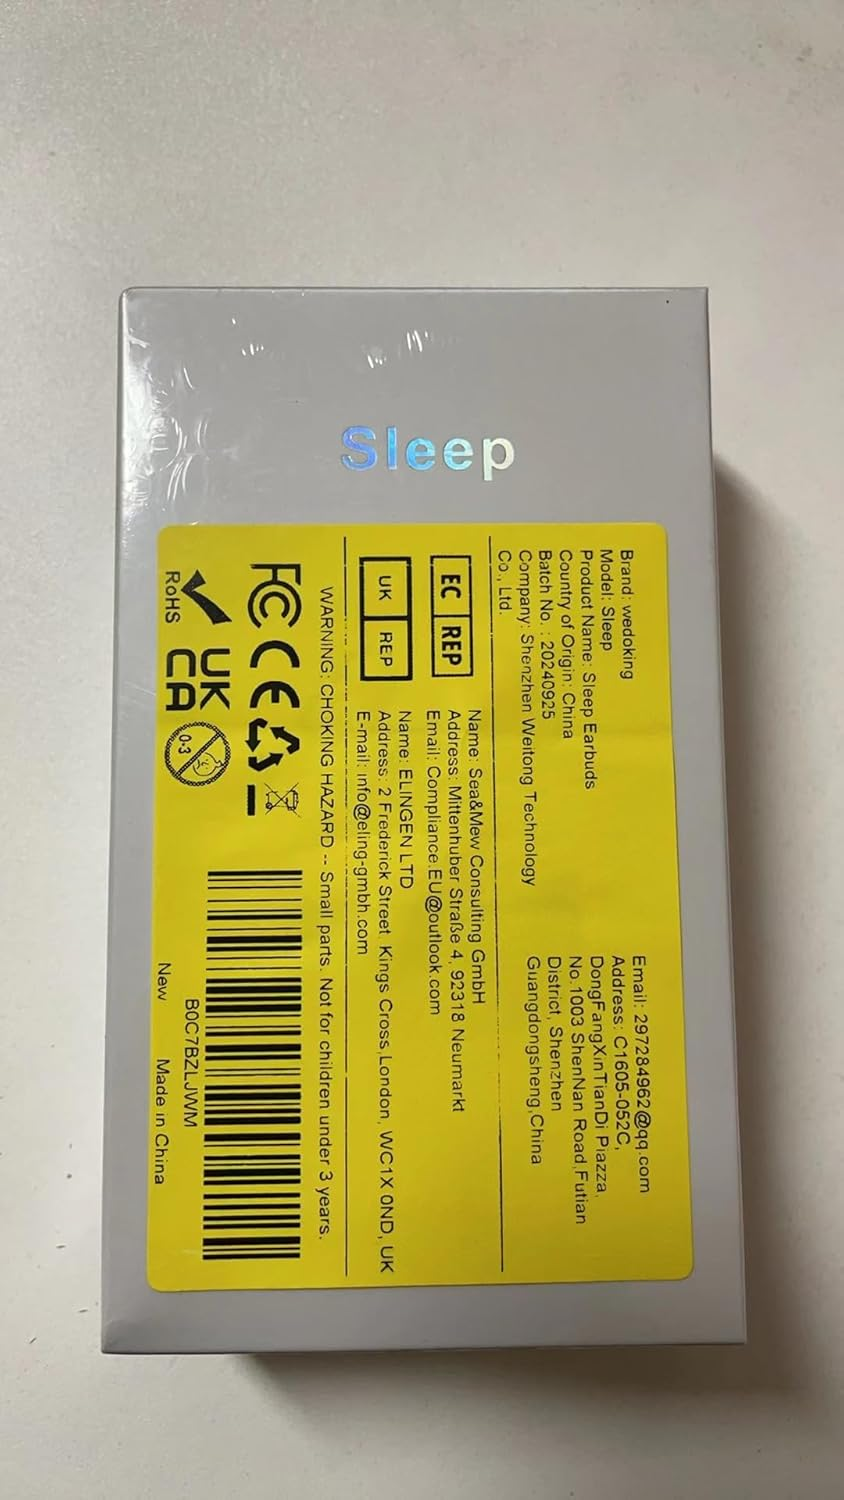 Sleep
Brand: wedoking
Model: Sleep
Product Name: Sleep Earbuds
Country of Origin: China
Batch No. : 20240925
Company: Shenzhen Weitong Technology
Co., Ltd.
Email: 297284962@qq.com
Address: C1605-052C,
DongFangXinTianDi Plazza,
No.1003 ShenNan Road,Futian
District, Shenzhen
Guangdongsheng,China
EC REP
Name: Sea&Mew Consulting GmbH
Address: Mittenhuber Straße 4, 92318 Neumarkt
Email: Compliance.EU@outlook.com
UK REP
Name: ELINGEN LTD
Address: 2 Frederick Street Kings Cross,London, WC1X 0ND, UK
E-mail: info@eling-gmbh.com
WARNING: CHOKING HAZARD -- Small parts. Not for children under 3 years.
FC CE
RoHS
UK
CA
0-3
B0C7BZLJWM
New Made in China